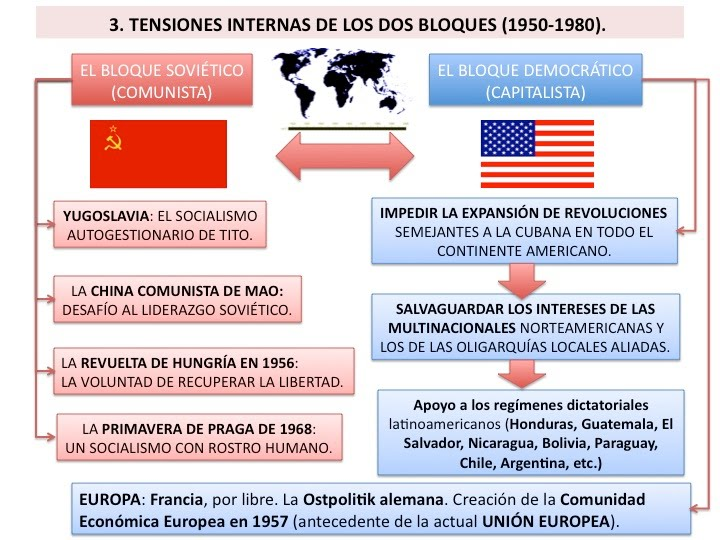 3. TENSIONES INTERNAS DE LOS DOS BLOQUES (1950-1980).
EL BLOQUE SOVIÉTICO
(COMUNISTA)
EL BLOQUE DEMOCRÁTICO
(CAPITALISTA)
YUGOSLAVIA: EL SOCIALISMO
AUTOGESTIONARIO DE TITO.
LA CHINA COMUNISTA DE MAO:
DESAFÍO AL LIDERAZGO SOVIÉTICO.
LA REVUELTA DE HUNGRÍA EN 1956:
LA VOLUNTAD DE RECUPERAR LA LIBERTAD.
LA PRIMAVERA DE PRAGA DE 1968:
UN SOCIALISMO CON ROSTRO HUMANO.
IMPEDIR LA EXPANSIÓN DE REVOLUCIONES
SEMEJANTES A LA CUBANA EN TODO EL
CONTINENTE AMERICANO.
SALVAGUARDAR LOS INTERESES DE LAS
MULTINACIONALES NORTEAMERICANAS Y
LOS DE LAS OLIGARQUÍAS LOCALES ALIADAS.
Apoyo a los regímenes dictatoriales
latinoamericanos (Honduras, Guatemala, El
Salvador, Nicaragua, Bolivia, Paraguay,
Chile, Argentina, etc.)
EUROPA: Francia, por libre. La Ostpolitik alemana. Creación de la Comunidad
Económica Europea en 1957 (antecedente de la actual UNIÓN EUROPEA).